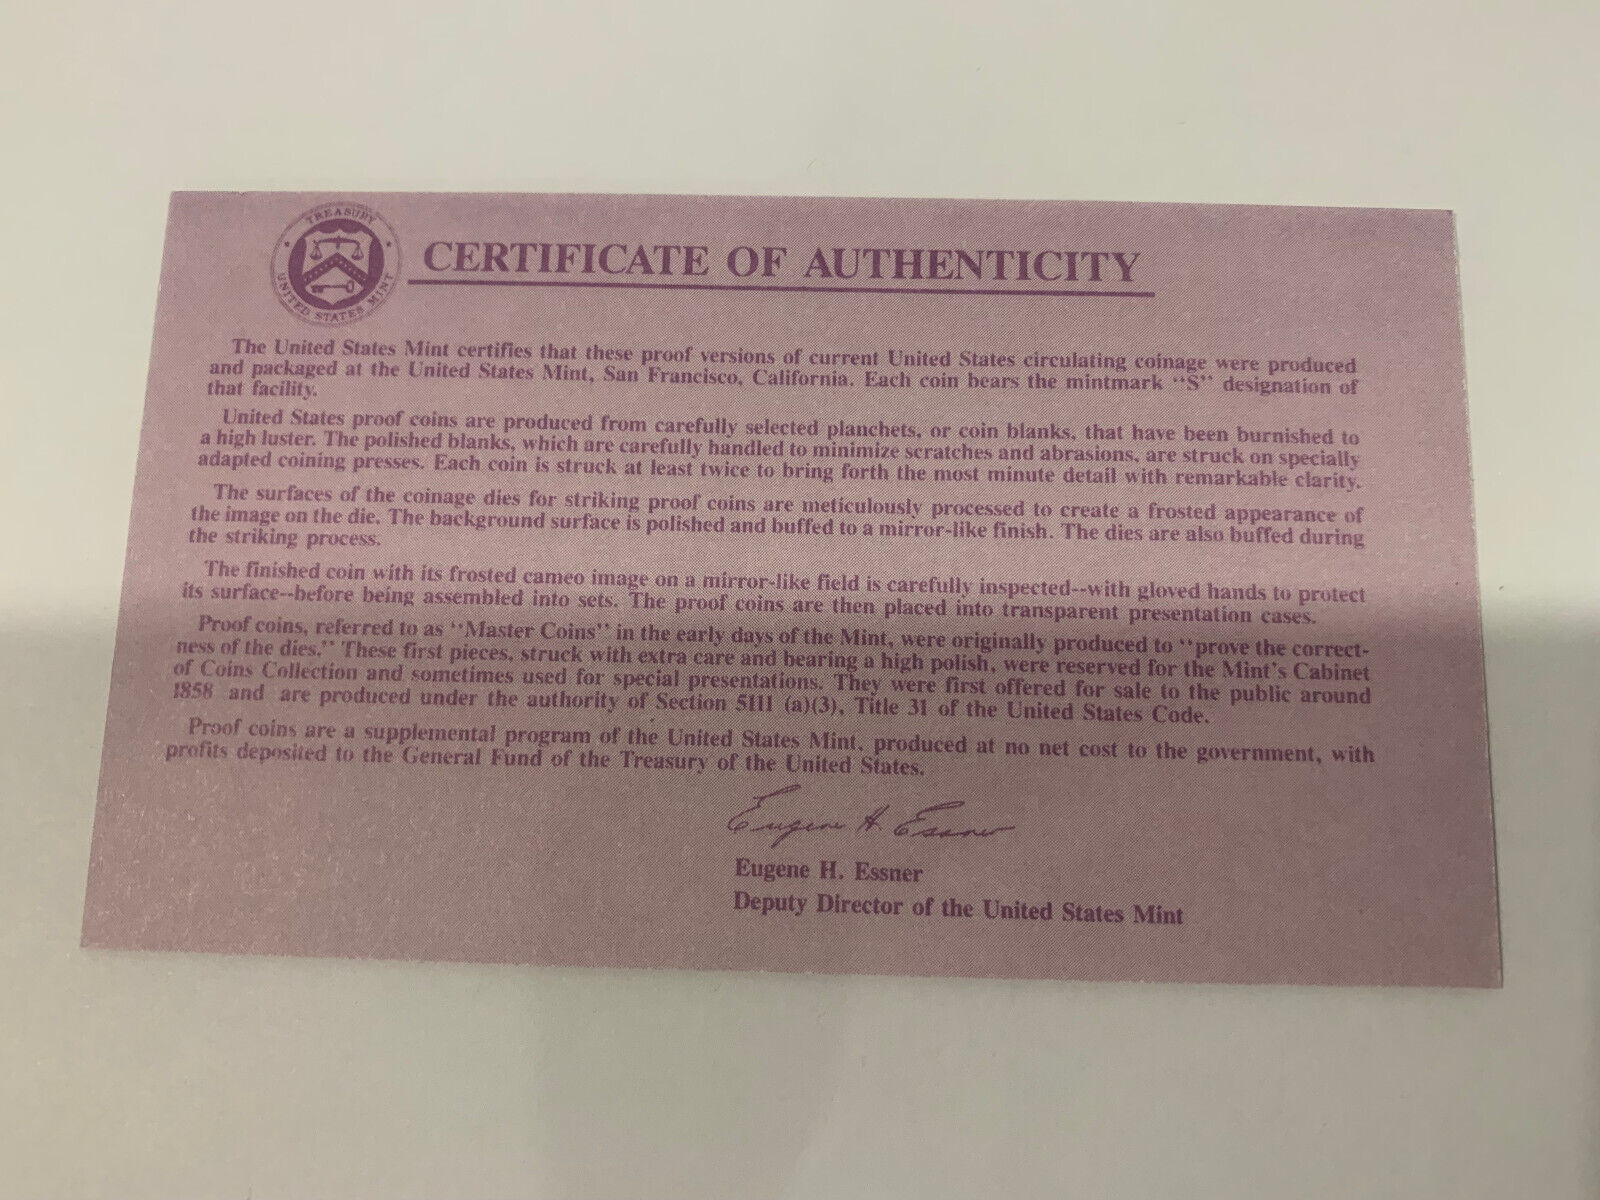 TREASURY
UNITED STATES MINT
CERTIFICATE OF AUTHENTICITY
The United States Mint certifies that these proof versions of current United States circulating coinage were produced
and packaged at the United States Mint, San Francisco, California. Each coin bears the mintmark "S" designation of
that facility.
United States proof coins are produced from carefully selected planchets, or coin blanks, that have been burnished to
a high luster. The polished blanks, which are carefully handled to minimize scratches and abrasions, are struck on specially
adapted coining presses. Each coin is struck at least twice to bring forth the most minute detail with remarkable clarity.
The surfaces of the coinage dies for striking proof coins are meticulously processed to create a frosted appearance of
the image on the die. The background surface is polished and buffed to a mirror-like finish. The dies are also buffed during
the striking process.
The finished coin with its frosted cameo image on a mirror-like field is carefully inspected--with gloved hands to protect
its surface--before being assembled into sets. The proof coins are then placed into transparent presentation cases.
Proof coins, referred to as "Master Coins" in the early days of the Mint, were originally produced to "prove the correct-
ness of the dies." These first pieces, struck with extra care and bearing a high polish, were reserved for the Mint's Cabinet
of Coins Collection and sometimes used for special presentations. They were first offered for sale to the public around
1858 and are produced under the authority of Section 5111 (a)(3), Title 31 of the United States Code.
Proof coins are a supplemental program of the United States Mint, produced at no net cost to the government, with
profits deposited to the General Fund of the Treasury of the United States.
Eugene H. Essner
Eugene H. Essner
Deputy Director of the United States Mint